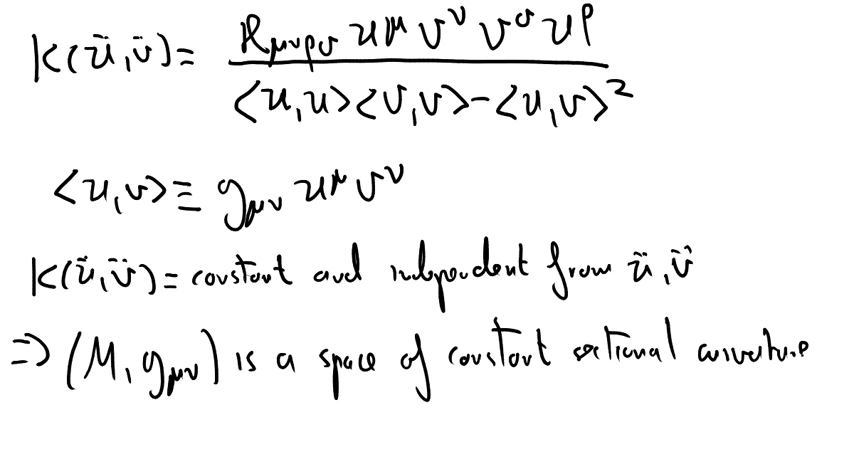 K(ü,v̈) = R_{μνρσ} u^μ v^ν v^σ u^ρ / (<u,u><v,v> - <u,v>²)
<u,v> ≡ g_{μν} u^μ v^ν
K(ü,v̈) = constant and independent from ü,v̈
⇒ (M, g_{μν}) is a space of constant sectional curvature